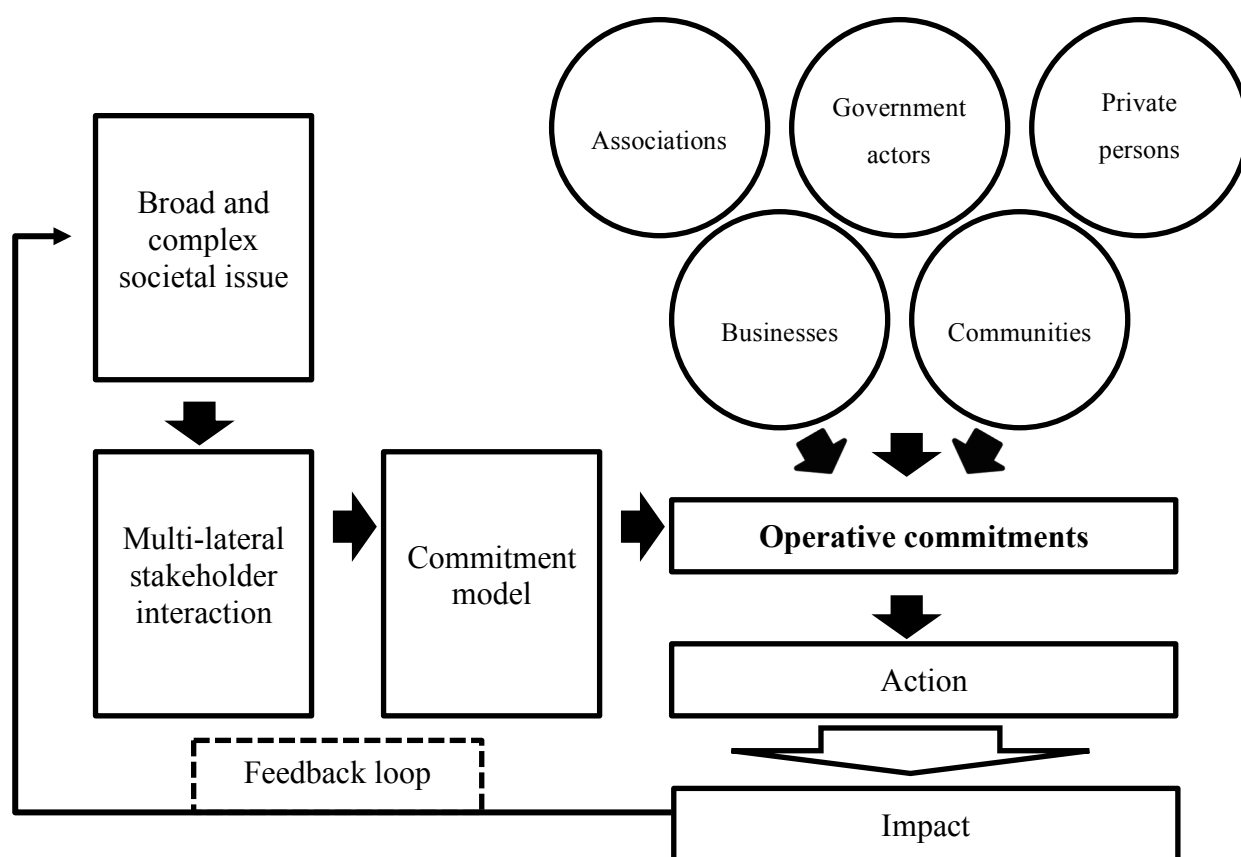 Broad and
complex
societal issue
Multi-lateral
stakeholder
interaction
Commitment
model
Associations
Government
actors
Private
persons
Businesses
Communities
Operative commitments
Action
Impact
Feedback loop